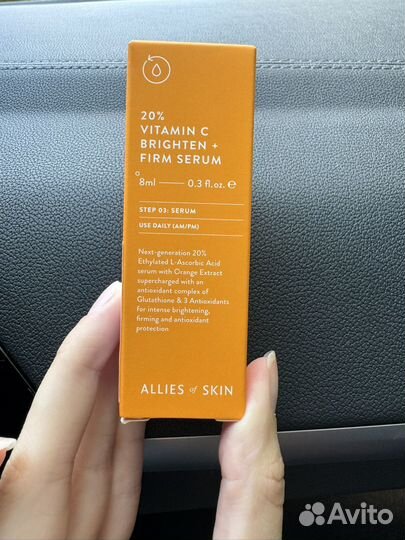 20%
VITAMIN C
BRIGHTEN +
FIRM SERUM
8ml 0.3 fl.oz. ℮
STEP 03: SERUM
USE DAILY (AM/PM)
Next-generation 20%
Ethylated L-Ascorbic Acid
serum with Orange Extract
supercharged with an
antioxidant complex of
Glutathione & 3 Antioxidants
for intense brightening,
firming and antioxidant
protection
ALLIES of SKIN
Avito